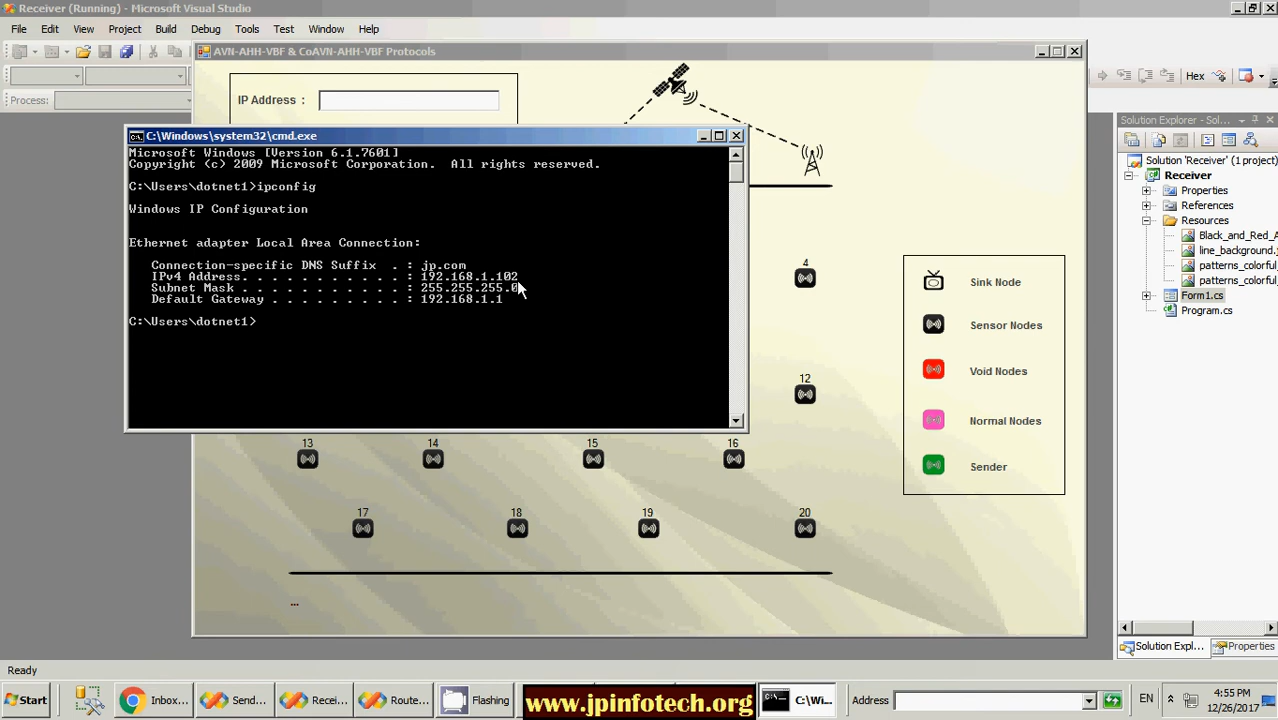 Receiver (Running) - Microsoft Visual Studio
File Edit View Project Build Debug Tools Test Window Help
Hex
Process:
AVN-AHH-VBF & CoAVN-AHH-VBF Protocols
IP Address :
C:\Windows\system32\cmd.exe
Microsoft Windows [Version 6.1.7601]
Copyright (c) 2009 Microsoft Corporation. All rights reserved.
C:\Users\dotnet1>ipconfig
Windows IP Configuration
Ethernet adapter Local Area Connection:
Connection-specific DNS Suffix . : jp.com
IPv4 Address. . . . . . . . . . . : 192.168.1.102
Subnet Mask . . . . . . . . . . . : 255.255.255.0
Default Gateway . . . . . . . . . : 192.168.1.1
C:\Users\dotnet1>
4
12
13 14 15 16
17 18 19 20
...
Sink Node
Sensor Nodes
Void Nodes
Normal Nodes
Sender
Solution Explorer - Sol...
Solution 'Receiver' (1 project)
Receiver
Properties
References
Resources
Black_and_Red_A
line_background.
patterns_colorful_
patterns_colorful_
Form1.cs
Program.cs
Solution Expl... Properties
Ready
Start Inbox... Send... Recei... Route... Flashing www.jpinfotech.org C:\Wi... Address EN 4:55 PM
12/26/2017